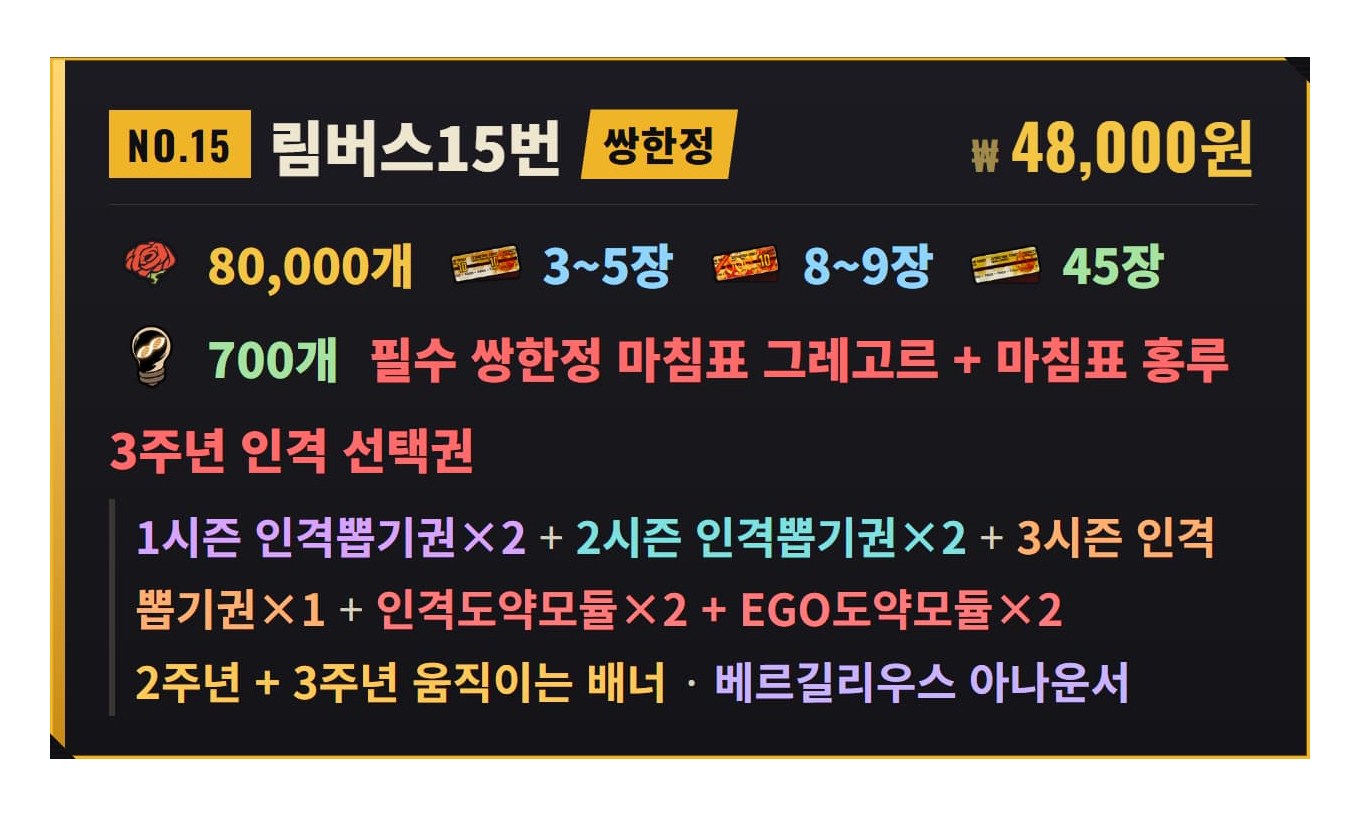 NO.15 림버스15번 쌍한정 ₩ 48,000원
80,000개 3~5장 8~9장 45장
700개 필수 쌍한정 마침표 그레고르 + 마침표 홍루
3주년 인격 선택권
1시즌 인격뽑기권×2 + 2시즌 인격뽑기권×2 + 3시즌 인격
뽑기권×1 + 인격도약모듈×2 + EGO도약모듈×2
2주년 + 3주년 움직이는 배너 · 베르길리우스 아나운서